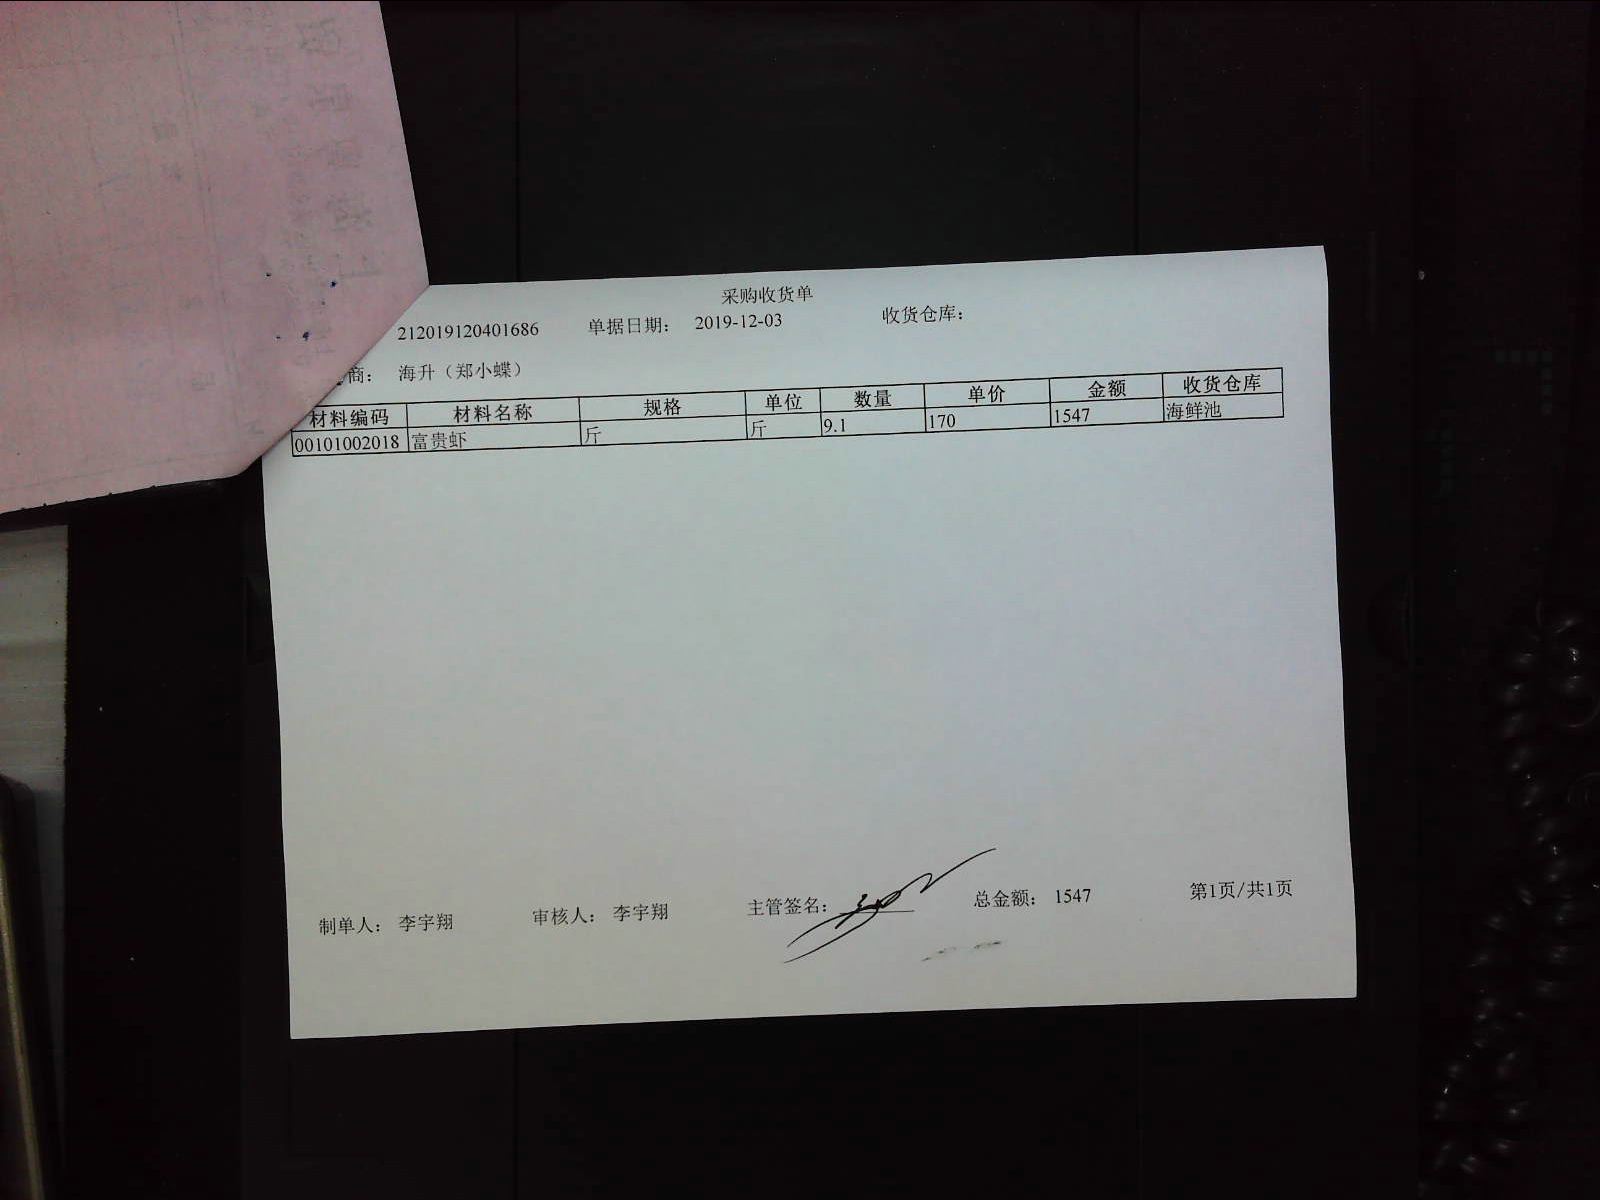 采购收货单
212019120401686 单据日期： 2019-12-03 收货仓库：
商： 海升（郑小蝶）
材料编码 材料名称 规格 单位 数量 单价 金额 收货仓库
00101002018 富贵虾 斤 斤 9.1 170 1547 海鲜池
制单人： 李宇翔 审核人： 李宇翔 主管签名： 总金额： 1547 第1页/共1页